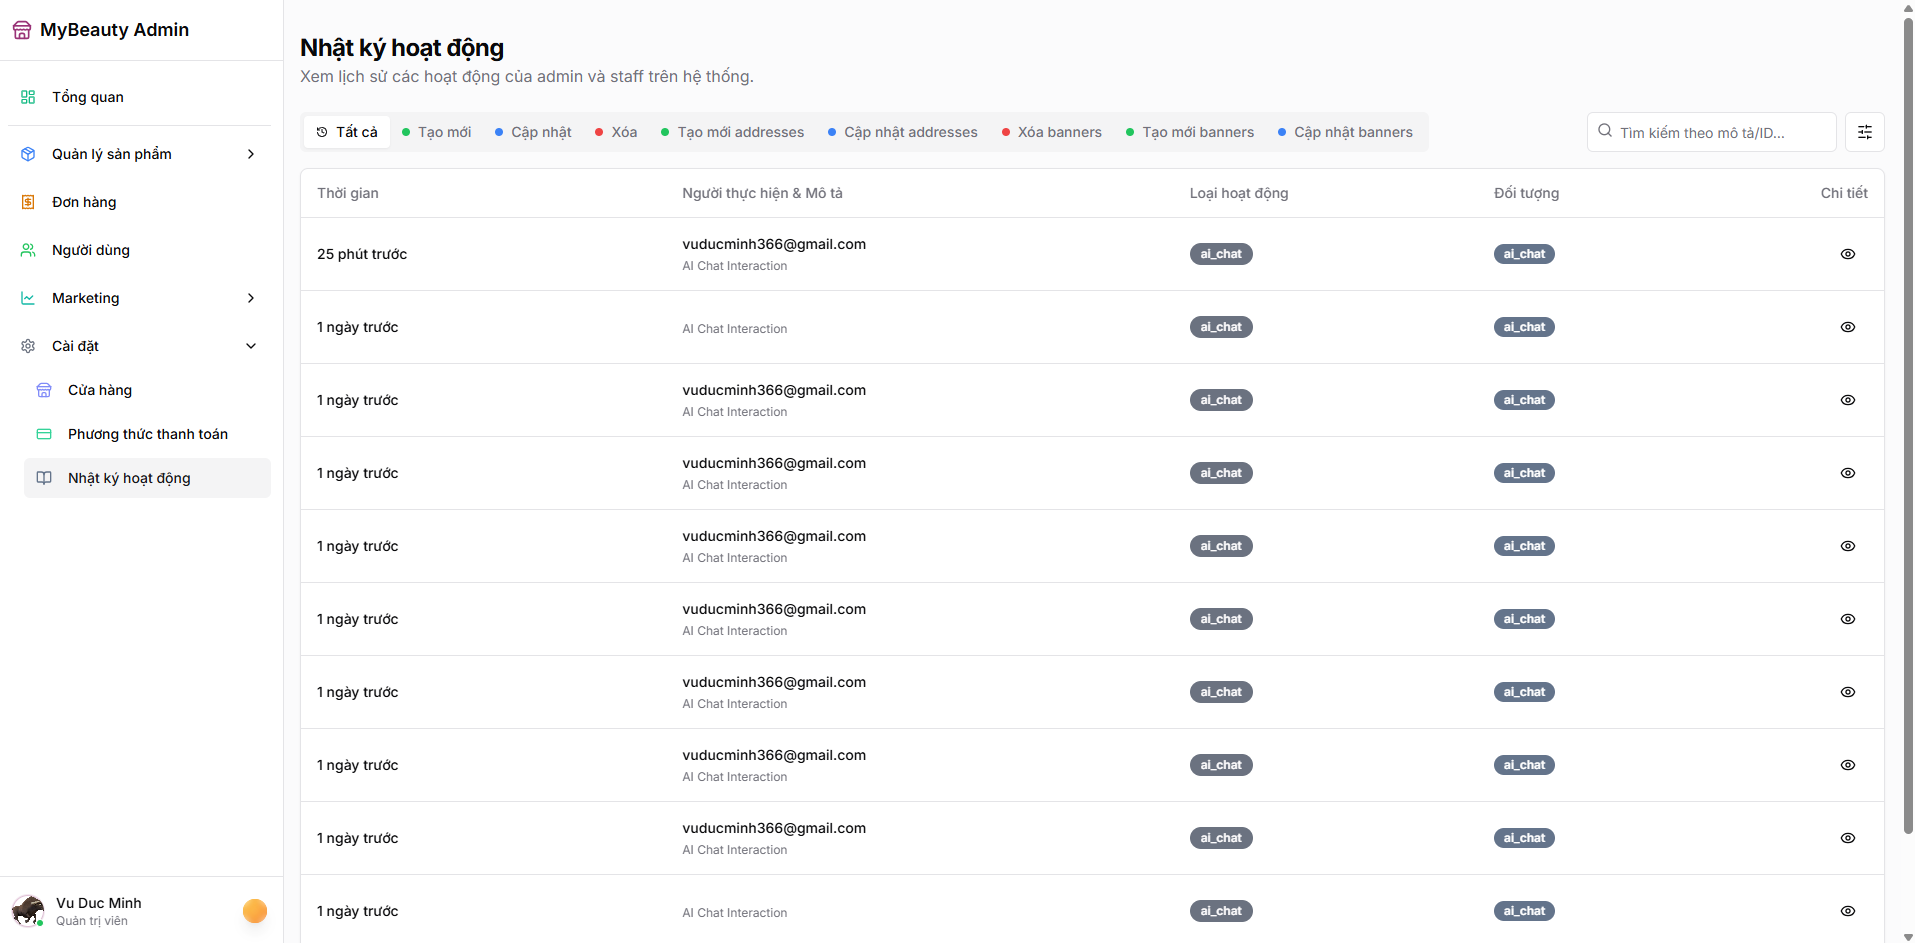 MyBeauty Admin
Tổng quan
Quản lý sản phẩm
Đơn hàng
Người dùng
Marketing
Cài đặt
Cửa hàng
Phương thức thanh toán
Nhật ký hoạt động
Vu Duc Minh
Quản trị viên
Nhật ký hoạt động
Xem lịch sử các hoạt động của admin và staff trên hệ thống.
Tất cả Tạo mới Cập nhật Xóa Tạo mới addresses Cập nhật addresses Xóa banners Tạo mới banners Cập nhật banners
Tìm kiếm theo mô tả/ID...
Thời gian Người thực hiện & Mô tả Loại hoạt động Đối tượng Chi tiết
25 phút trước vuducminh366@gmail.com ai_chat ai_chat
AI Chat Interaction
1 ngày trước AI Chat Interaction ai_chat ai_chat
1 ngày trước vuducminh366@gmail.com ai_chat ai_chat
AI Chat Interaction
1 ngày trước vuducminh366@gmail.com ai_chat ai_chat
AI Chat Interaction
1 ngày trước vuducminh366@gmail.com ai_chat ai_chat
AI Chat Interaction
1 ngày trước vuducminh366@gmail.com ai_chat ai_chat
AI Chat Interaction
1 ngày trước vuducminh366@gmail.com ai_chat ai_chat
AI Chat Interaction
1 ngày trước vuducminh366@gmail.com ai_chat ai_chat
AI Chat Interaction
1 ngày trước vuducminh366@gmail.com ai_chat ai_chat
AI Chat Interaction
1 ngày trước AI Chat Interaction ai_chat ai_chat